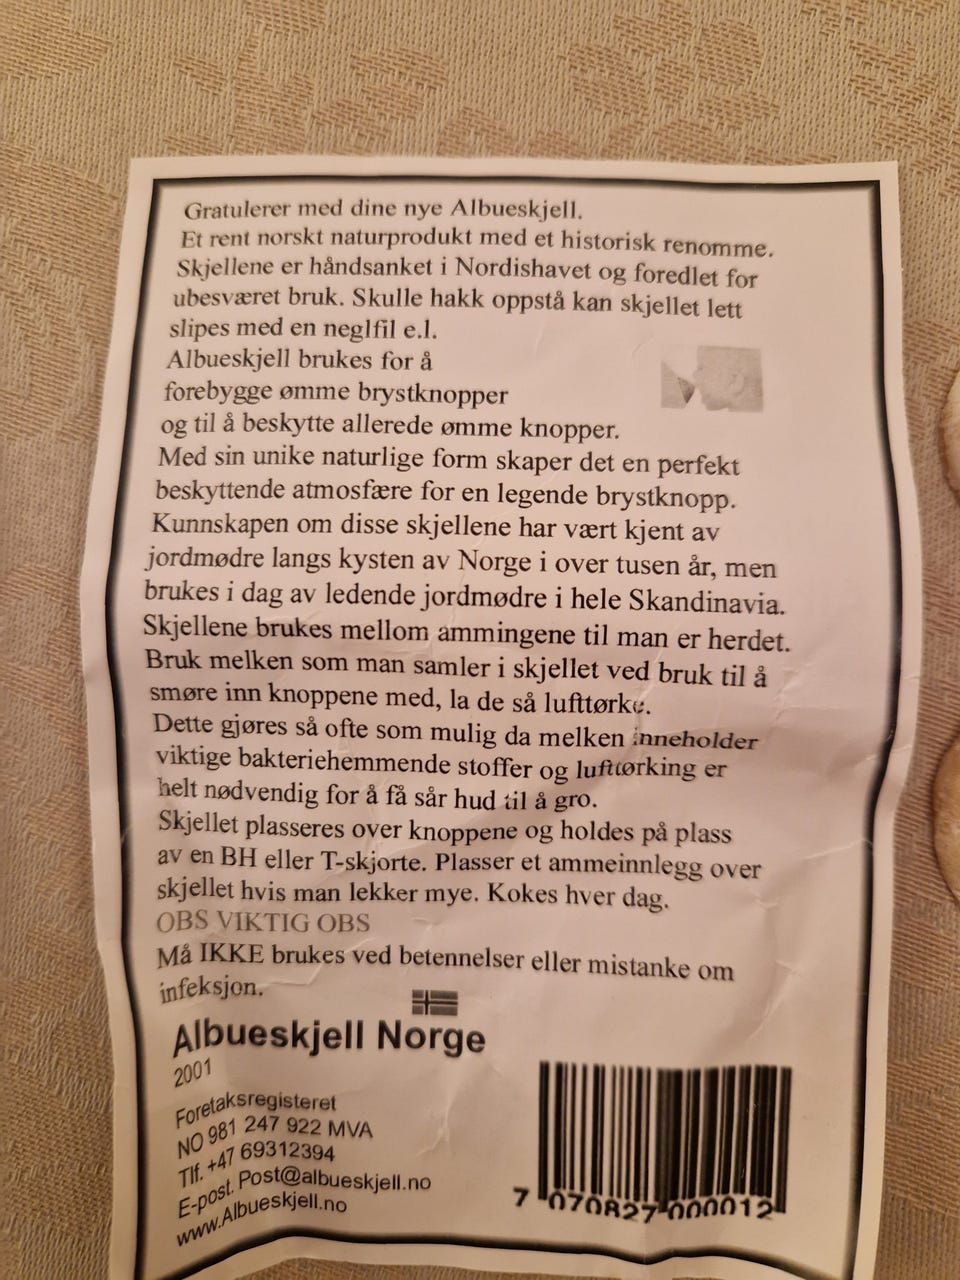 Gratulerer med dine nye Albueskjell.
Et rent norskt naturprodukt med et historisk renomme.
Skjellene er håndsanket i Nordishavet og foredlet for
ubesværet bruk. Skulle hakk oppstå kan skjellet lett
slipes med en neglfil e.l.
Albueskjell brukes for å
forebygge ømme brystknopper
og til å beskytte allerede ømme knopper.
Med sin unike naturlige form skaper det en perfekt
beskyttende atmosfære for en legende brystknopp.
Kunnskapen om disse skjellene har vært kjent av
jordmødre langs kysten av Norge i over tusen år, men
brukes i dag av ledende jordmødre i hele Skandinavia.
Skjellene brukes mellom ammingene til man er herdet.
Bruk melken som man samler i skjellet ved bruk til å
smøre inn knoppene med, la de så lufttørke.
Dette gjøres så ofte som mulig da melken inneholder
viktige bakteriehemmende stoffer og lufttørking er
helt nødvendig for å få sår hud til å gro.
Skjellet plasseres over knoppene og holdes på plass
av en BH eller T-skjorte. Plasser et ammeinnlegg over
skjellet hvis man lekker mye. Kokes hver dag.
OBS VIKTIG OBS
Må IKKE brukes ved betennelser eller mistanke om
infeksjon.
Albueskjell Norge
2001
Foretaksregisteret
NO 981 247 922 MVA
Tlf. +47 69312394
E-post. Post@albueskjell.no
www.Albueskjell.no
7 070827 000012